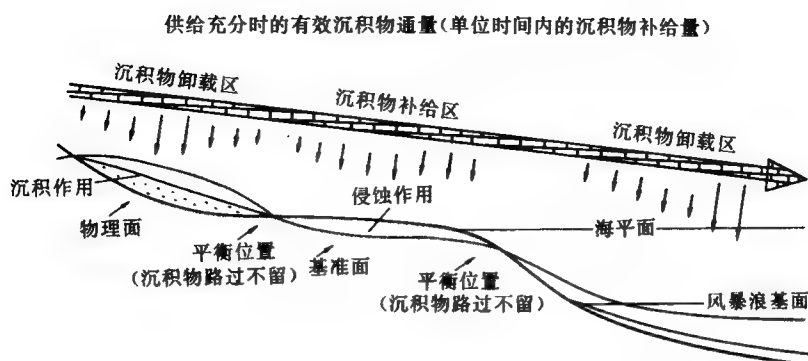 供给充分时的有效沉积物通量(单位时间内的沉积物补给量)
沉积物卸载区
沉积物补给区
沉积物卸载区
沉积作用
物理面
侵蚀作用
海平面
平衡位置
(沉积物路过不留)
基准面
平衡位置
(沉积物路过不留)
风暴浪基面